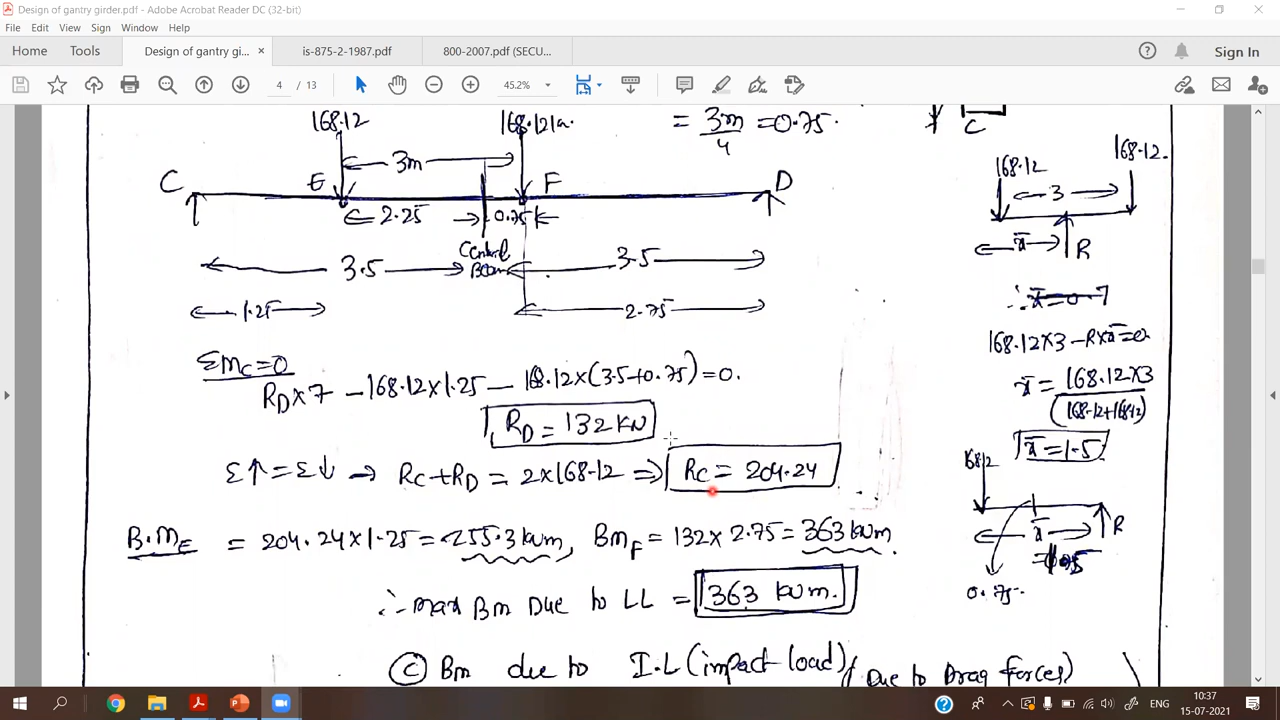 Design of gantry girder.pdf - Adobe Acrobat Reader DC (32-bit)
File Edit View Sign Window Help
Home Tools Design of gantry gi... × is-875-2-1987.pdf 800-2007.pdf (SECU... Sign In
4 / 13 45.2%
168.12 168.12
= 3m/4 = 0.75.
C
3m
C E F D
2.25 0.75
Central Beam
3.5 3.5
1.25 2.75
168.12 168.12
3
x̄ R
∴ x̄ = 0.7
168.12×3 - R×x̄ = 0
x̄ = 168.12×3
(168.12+168.12)
x̄ = 1.5
ΣMC=0
RD×7 - 168.12×1.25 - 168.12×(3.5+0.75)=0.
RD = 132 KN
Σ↑ = Σ↓ → RC+RD = 2×168.12 ⇒ RC = 204.24
168.12
x̄ R
0.75.
B.ME = 204.24×1.25 = 255.3 kNm, BMF = 132×2.75 = 363 kNm.
∴ max Bm Due to LL = 363 kNm.
(C) Bm due to I.L (impact load) / (Due to Drag forces)
ENG
10:37
15-07-2021